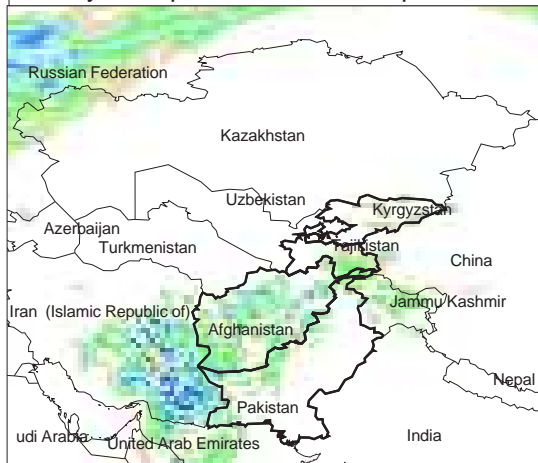 Russian Federation
Kazakhstan
Uzbekistan
Kyrgyzstan
Azerbaijan
Turkmenistan
Tajikistan
China
Iran (Islamic Republic of)
Jammu Kashmir
Afghanistan
Nepal
Pakistan
udi Arabia
United Arab Emirates
India